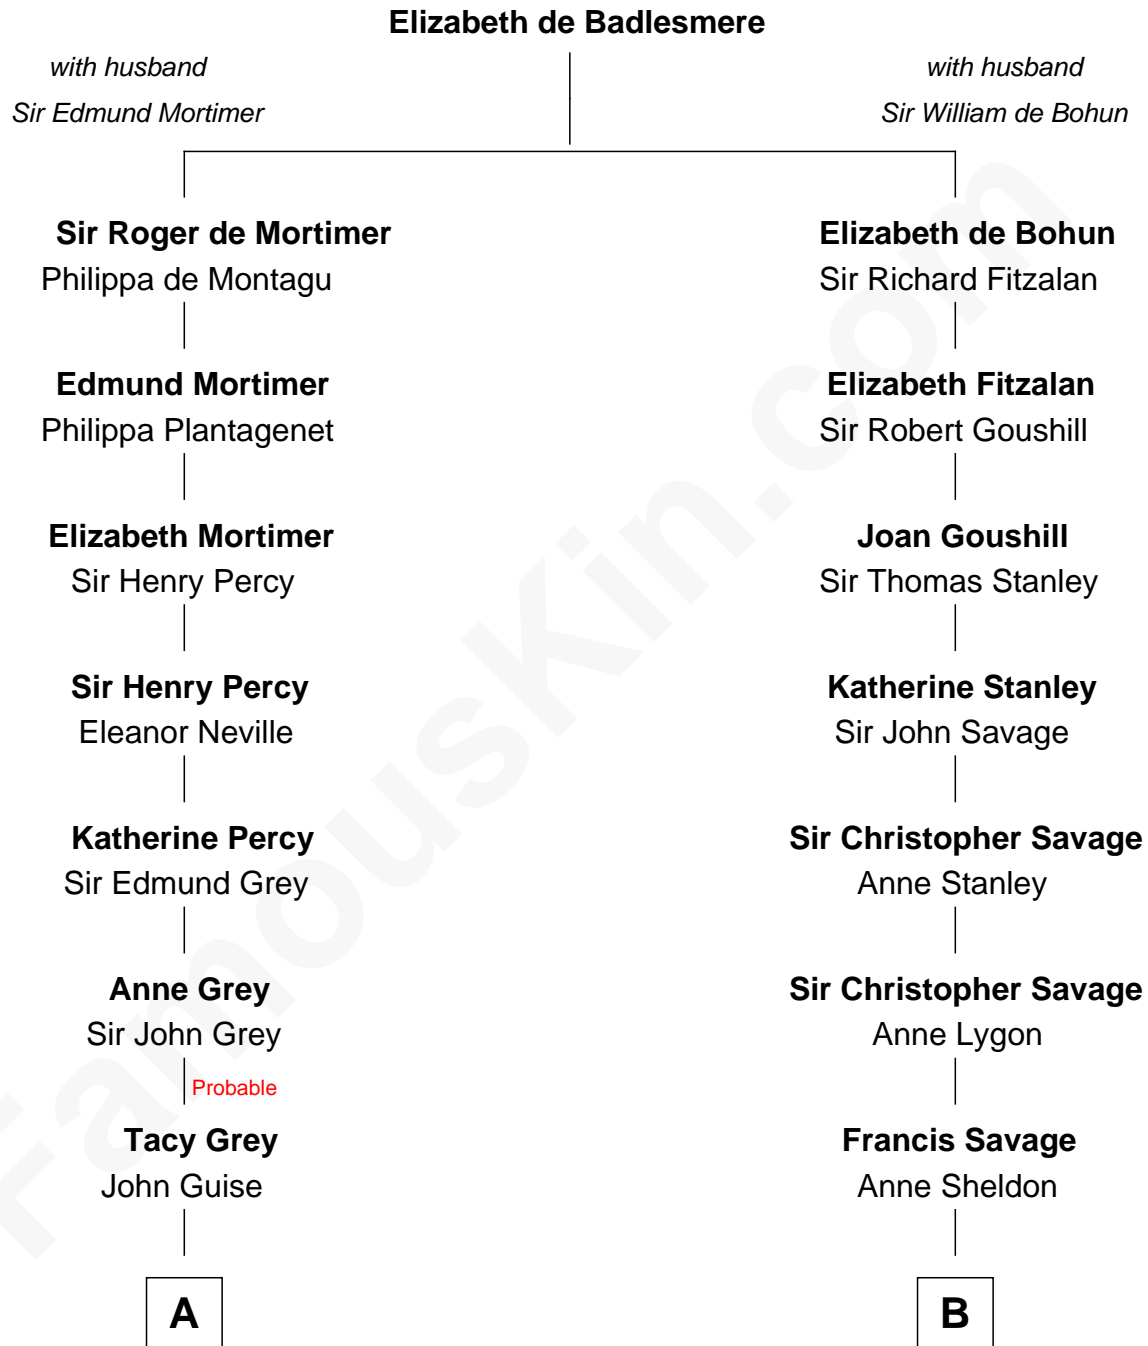 Elizabeth de Badlesmere
with husband
Sir Edmund Mortimer
with husband
Sir William de Bohun
Sir Roger de Mortimer
Philippa de Montagu
Elizabeth de Bohun
Sir Richard Fitzalan
Edmund Mortimer
Philippa Plantagenet
Elizabeth Fitzalan
Sir Robert Goushill
Elizabeth Mortimer
Sir Henry Percy
Joan Goushill
Sir Thomas Stanley
Sir Henry Percy
Eleanor Neville
Katherine Stanley
Sir John Savage
Katherine Percy
Sir Edmund Grey
Sir Christopher Savage
Anne Stanley
Anne Grey
Sir John Grey
Sir Christopher Savage
Anne Lygon
Probable
Tacy Grey
John Guise
Francis Savage
Anne Sheldon
A
B
FamousKin.com